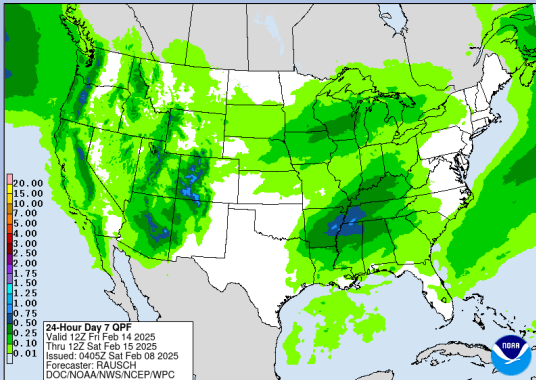 20.00
15.00
10.00
7.00
5.00
4.00
3.00
2.50
2.00
1.75
1.50
1.25
1.00
0.75
0.50
0.25
0.10
0.01
24-Hour Day 7 QPF
Valid 12Z Fri Feb 14 2025
Thru 12Z Sat Feb 15 2025
Issued: 0405Z Sat Feb 08 2025
Forecaster: RAUSCH
DOC/NOAA/NWS/NCEP/WPC
NOAA